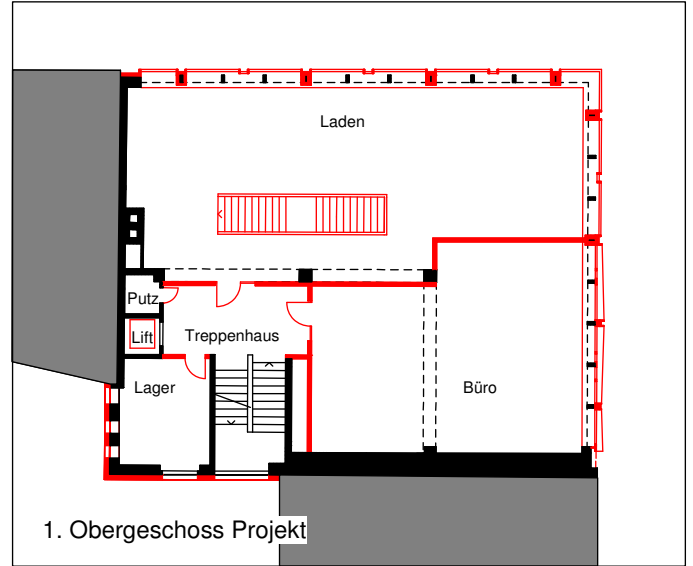 Laden
Putz
Lift
Treppenhaus
Lager
Büro
1. Obergeschoss Projekt